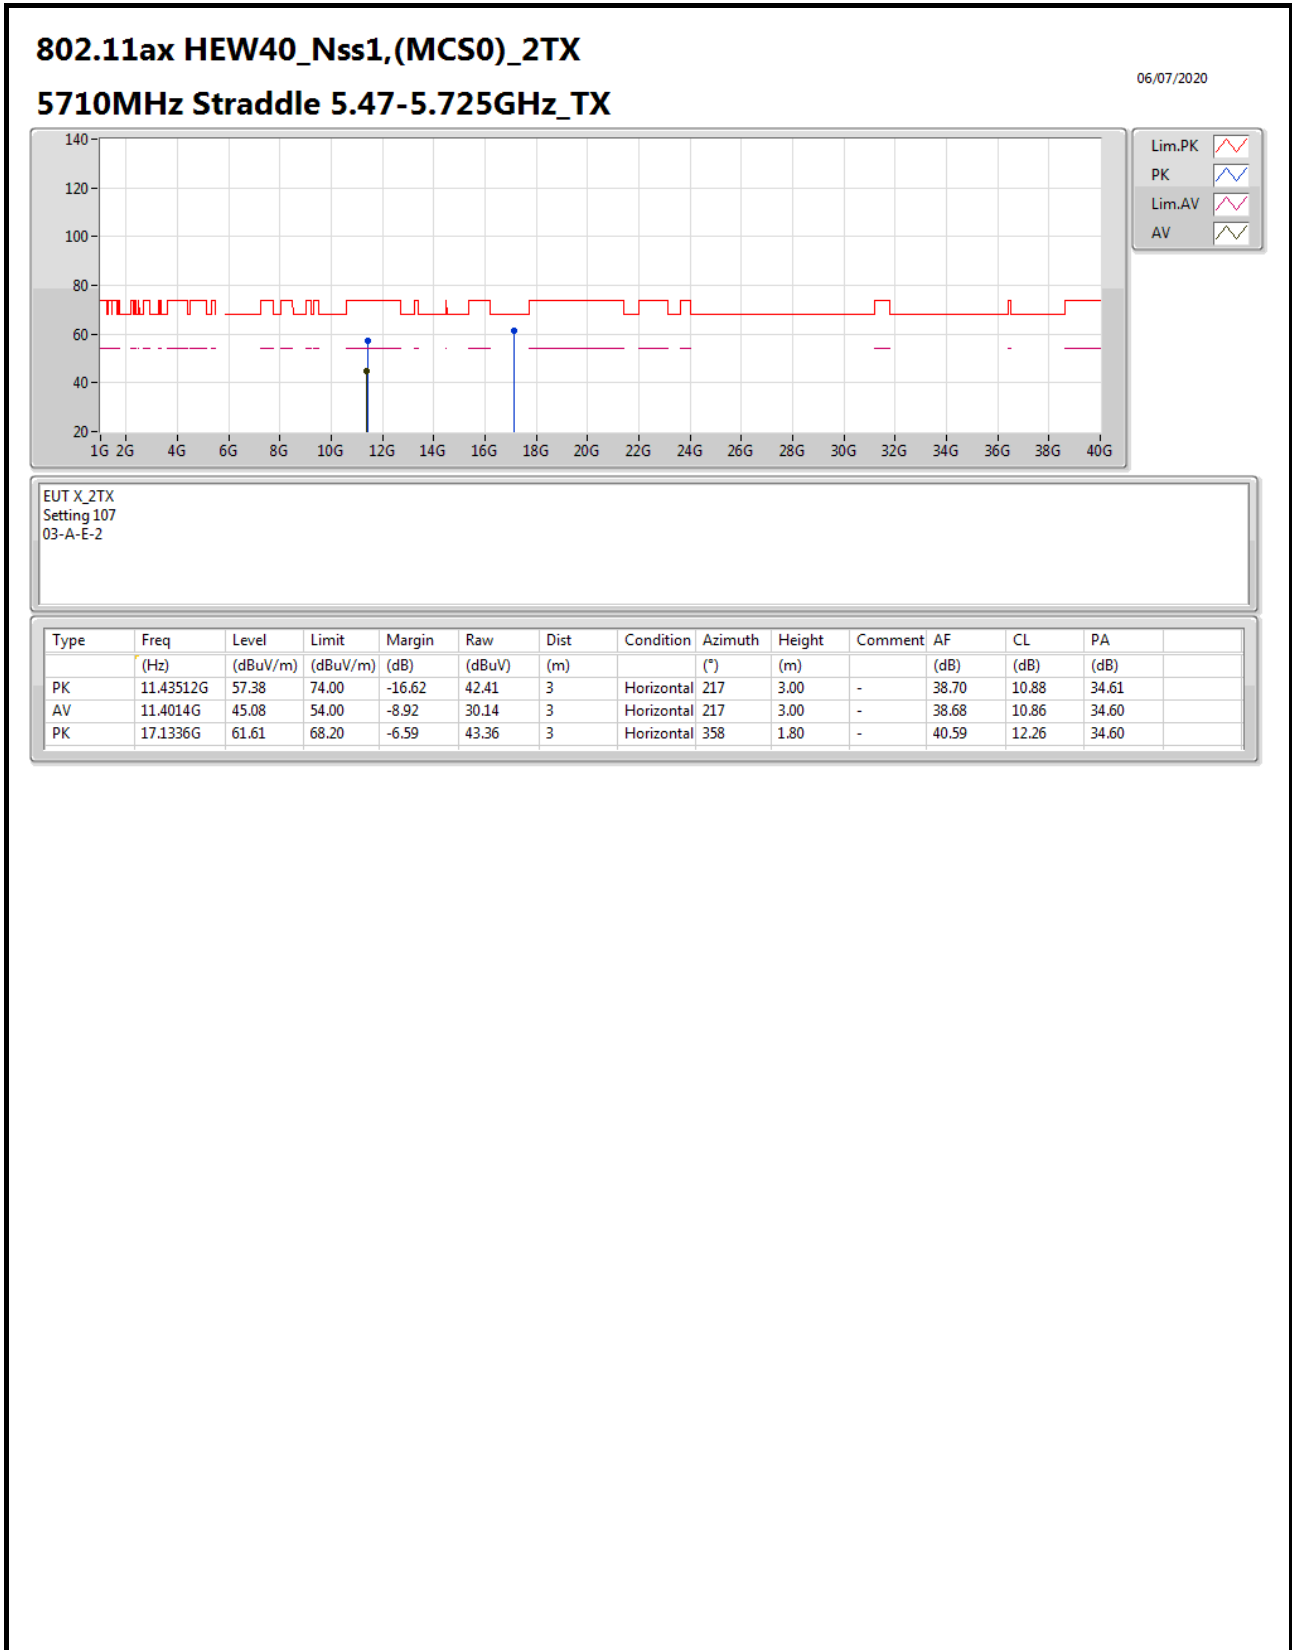 802.11ax HEW40_Nss1,(MCS0)_2TX
06/07/2020
5710MHz Straddle 5.47-5.725GHz_TX
140
120
100
80
60
40
20
1G 2G 4G 6G 8G 10G 12G 14G 16G 18G 20G 22G 24G 26G 28G 30G 32G 34G 36G 38G 40G
Lim.PK
PK
Lim.AV
AV
EUT X_2TX
Setting 107
03-A-E-2
Type Freq Level Limit Margin Raw Dist Condition Azimuth Height Comment AF CL PA
(Hz) (dBuV/m) (dBuV/m) (dB) (dBuV) (m) (°) (m) (dB) (dB) (dB)
PK 11.43512G 57.38 74.00 -16.62 42.41 3 Horizontal 217 3.00 - 38.70 10.88 34.61
AV 11.4014G 45.08 54.00 -8.92 30.14 3 Horizontal 217 3.00 - 38.68 10.86 34.60
PK 17.1336G 61.61 68.20 -6.59 43.36 3 Horizontal 358 1.80 - 40.59 12.26 34.60